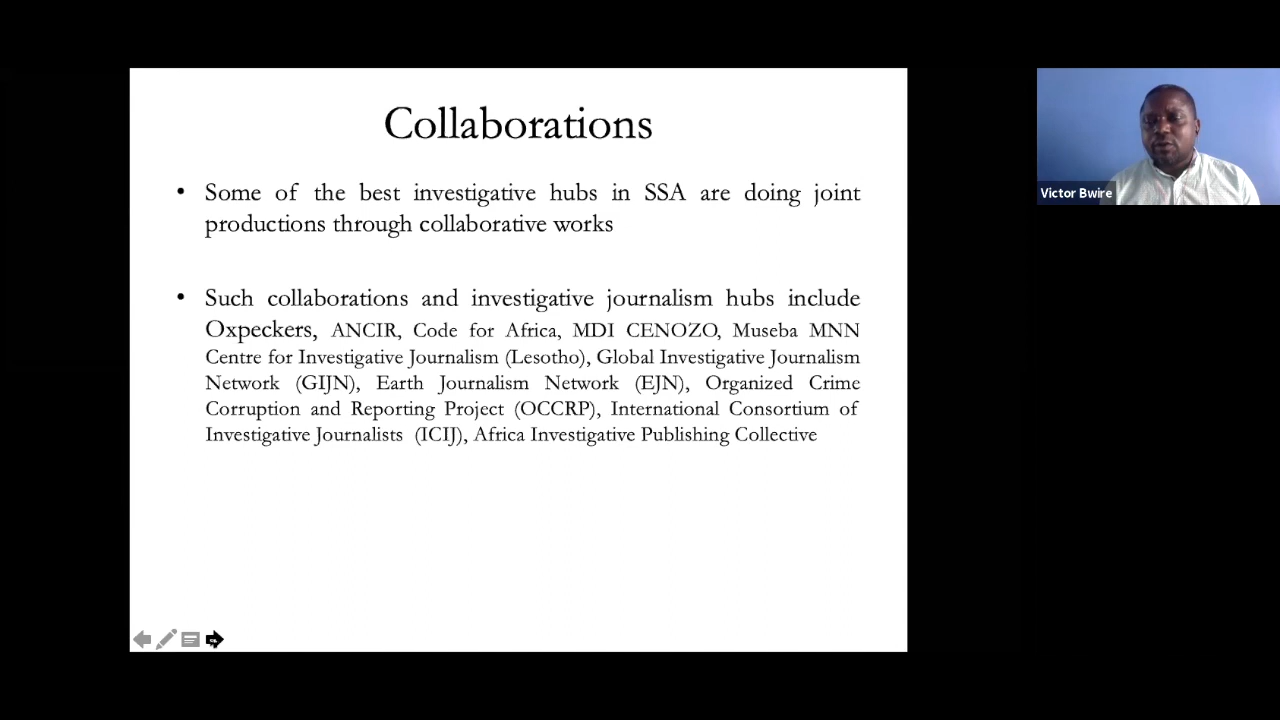 Collaborations
• Some of the best investigative hubs in SSA are doing joint
productions through collaborative works
• Such collaborations and investigative journalism hubs include
Oxpeckers, ANCIR, Code for Africa, MDI CENOZO, Museba MNN
Centre for Investigative Journalism (Lesotho), Global Investigative Journalism
Network (GIJN), Earth Journalism Network (EJN), Organized Crime
Corruption and Reporting Project (OCCRP), International Consortium of
Investigative Journalists (ICIJ), Africa Investigative Publishing Collective
Victor Bwire